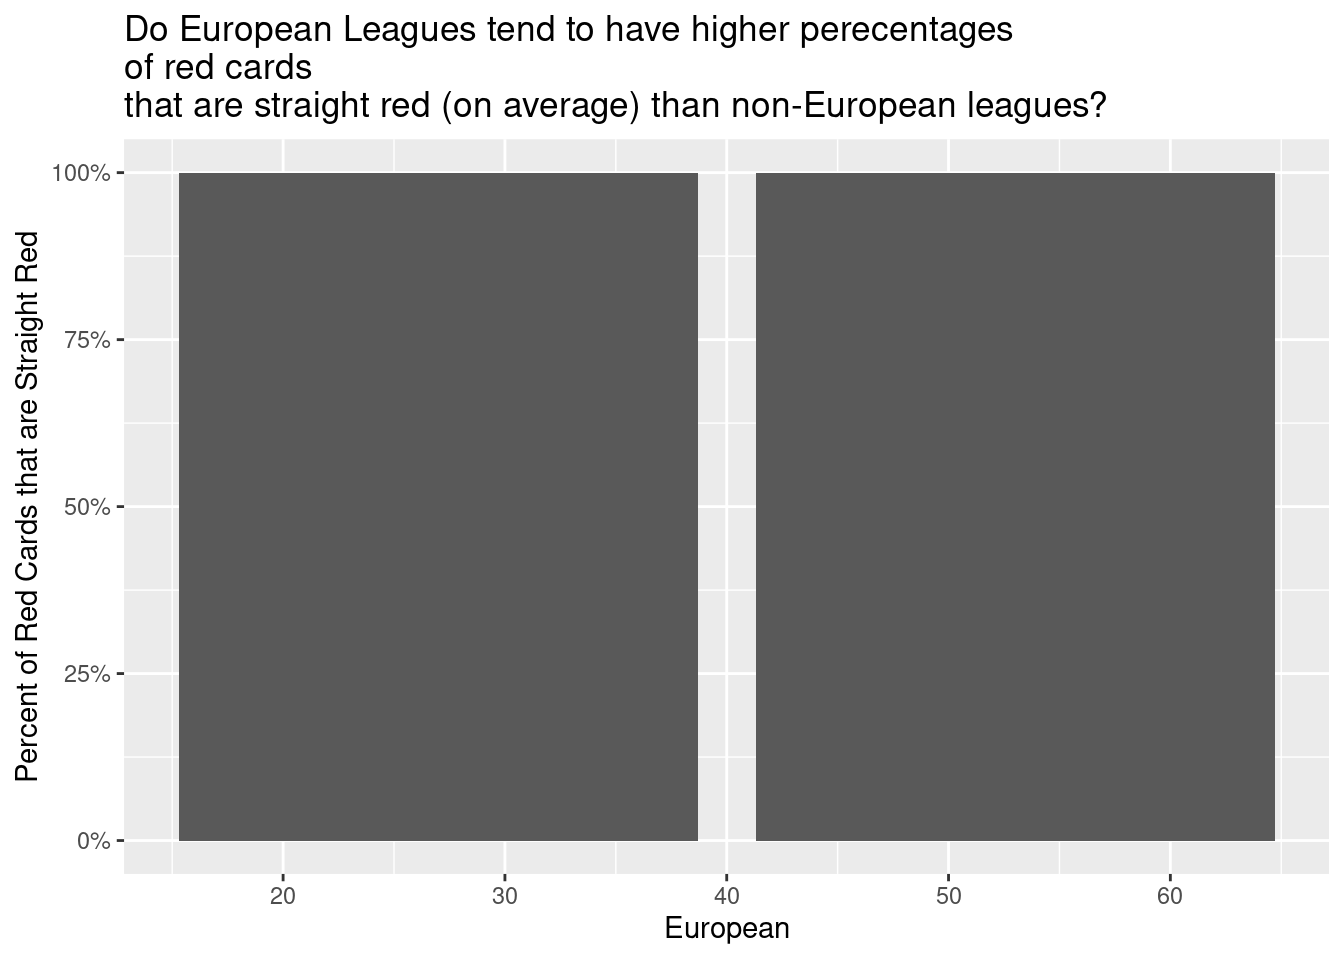 Do European Leagues tend to have higher perecentages
of red cards
that are straight red (on average) than non-European leagues?
Percent of Red Cards that are Straight Red
100%
75%
50%
25%
0%
20 30 40 50 60
European